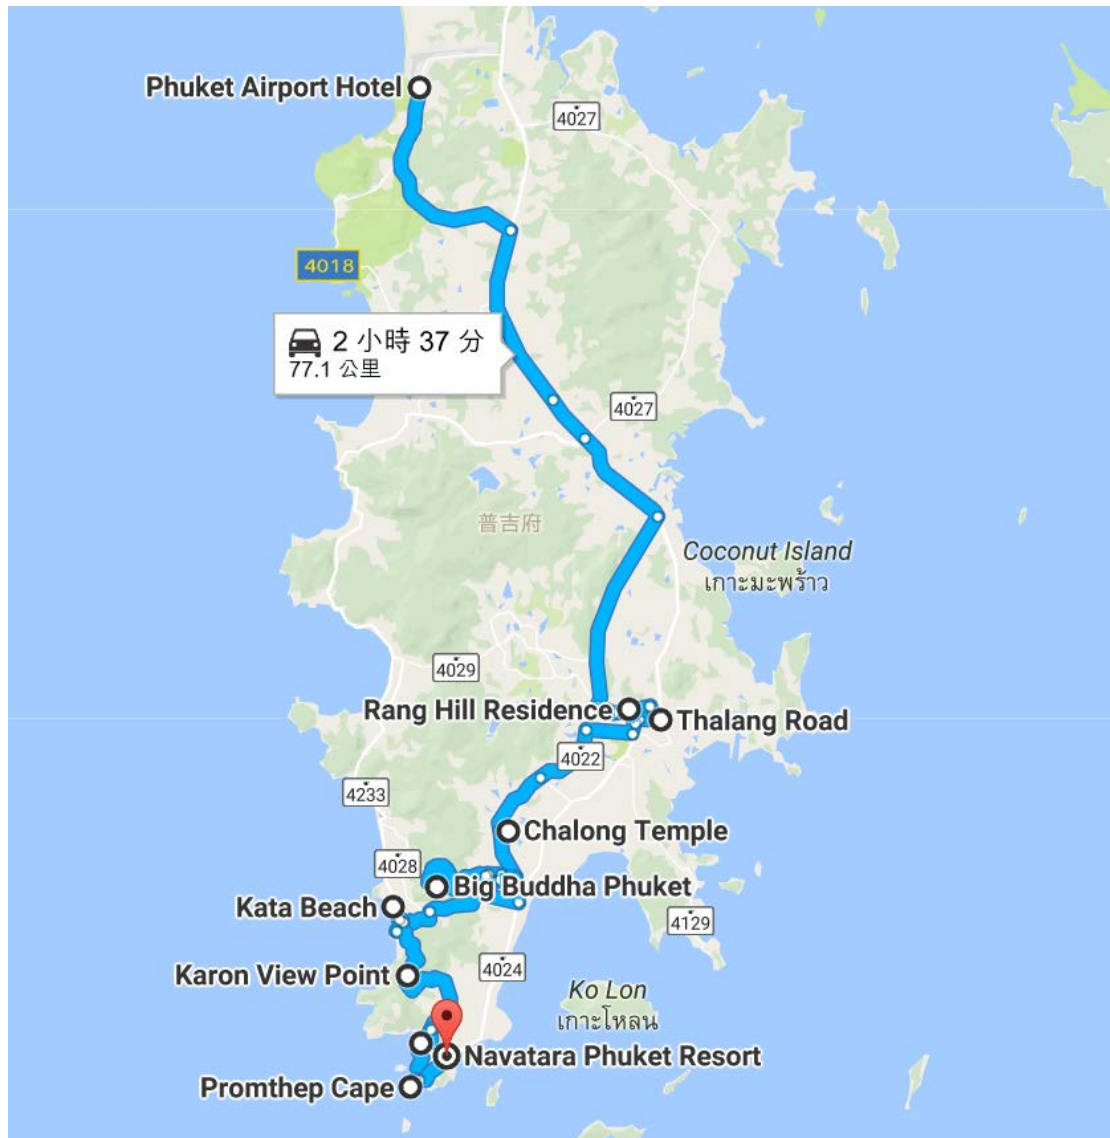 Phuket Airport Hotel
4027
4018
2 小時 37 分
77.1 公里
4027
普吉府
Coconut Island
เกาะมะพร้าว
4029
Rang Hill Residence
Thalang Road
4022
4233
Chalong Temple
4028
Big Buddha Phuket
Kata Beach
4129
Karon View Point
4024
Ko Lon
เกาะโหลน
Navatara Phuket Resort
Promthep Cape